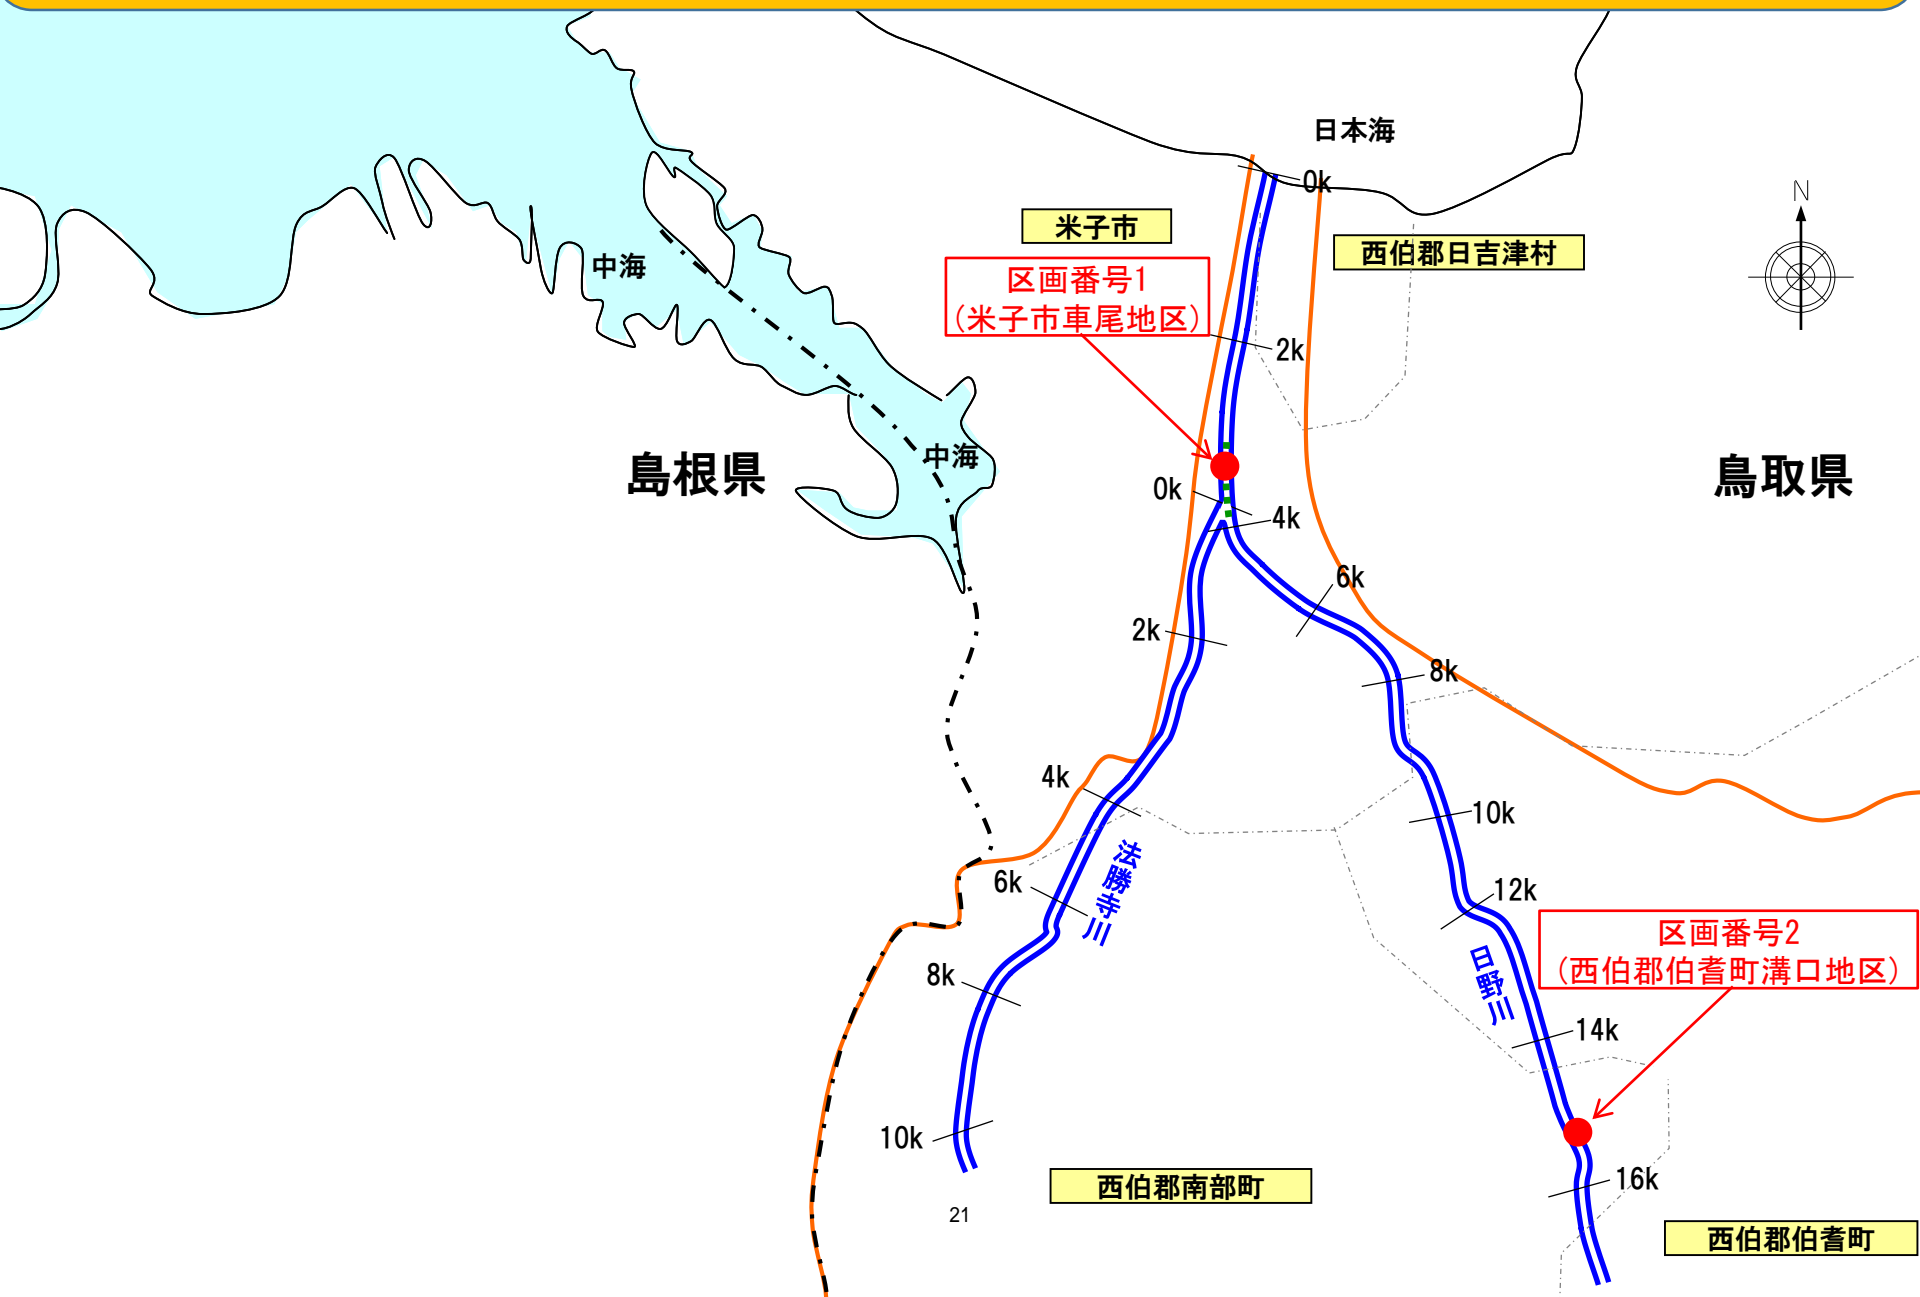 日本海
0k
N
米子市
西伯郡日吉津村
中海
区画番号1
（米子市車尾地区）
2k
島根県
中海
鳥取県
0k
4k
6k
2k
8k
4k
10k
法勝寺川
6k
12k
区画番号2
（西伯郡伯耆町溝口地区）
日野川
8k
14k
10k
16k
西伯郡南部町
21
西伯郡伯耆町